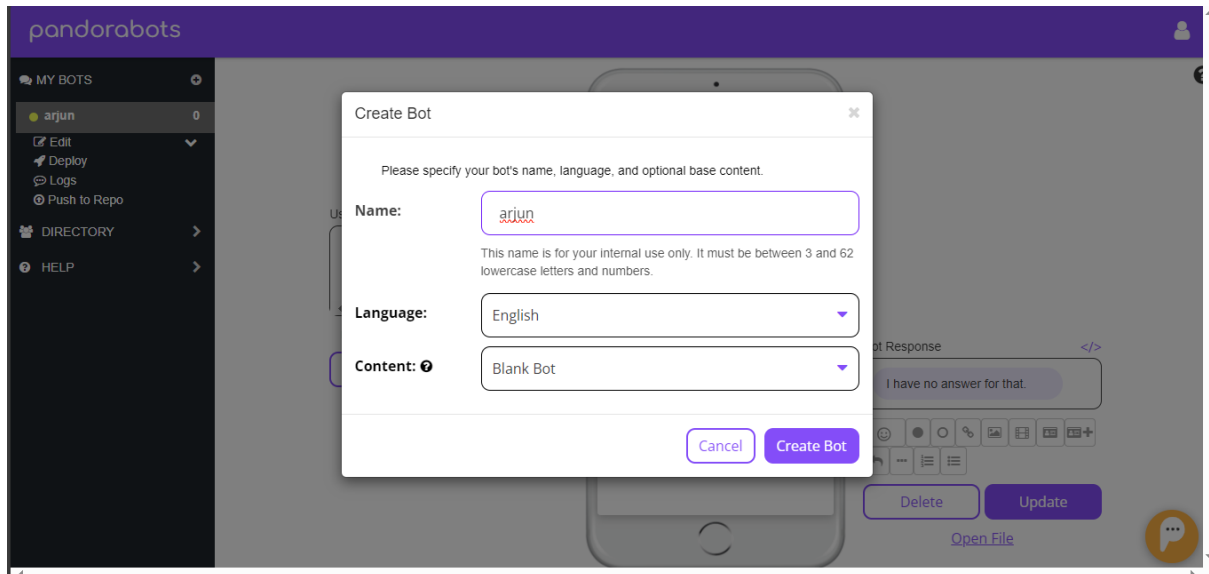 pandorabots
MY BOTS
arjun 0
Edit
Deploy
Logs
Push to Repo
DIRECTORY
HELP
Create Bot
Please specify your bot's name, language, and optional base content.
Name: arjun
This name is for your internal use only. It must be between 3 and 62
lowercase letters and numbers.
Language: English
Content: Blank Bot
Cancel Create Bot
Us
ot Response </>
I have no answer for that.
Delete Update
Open File